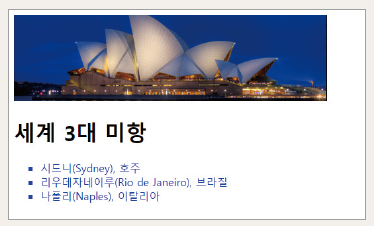 세계 3대 미항
시드니(Sydney), 호주
리우데자네이루(Rio de Janeiro), 브라질
나폴리(Naples), 이탈리아